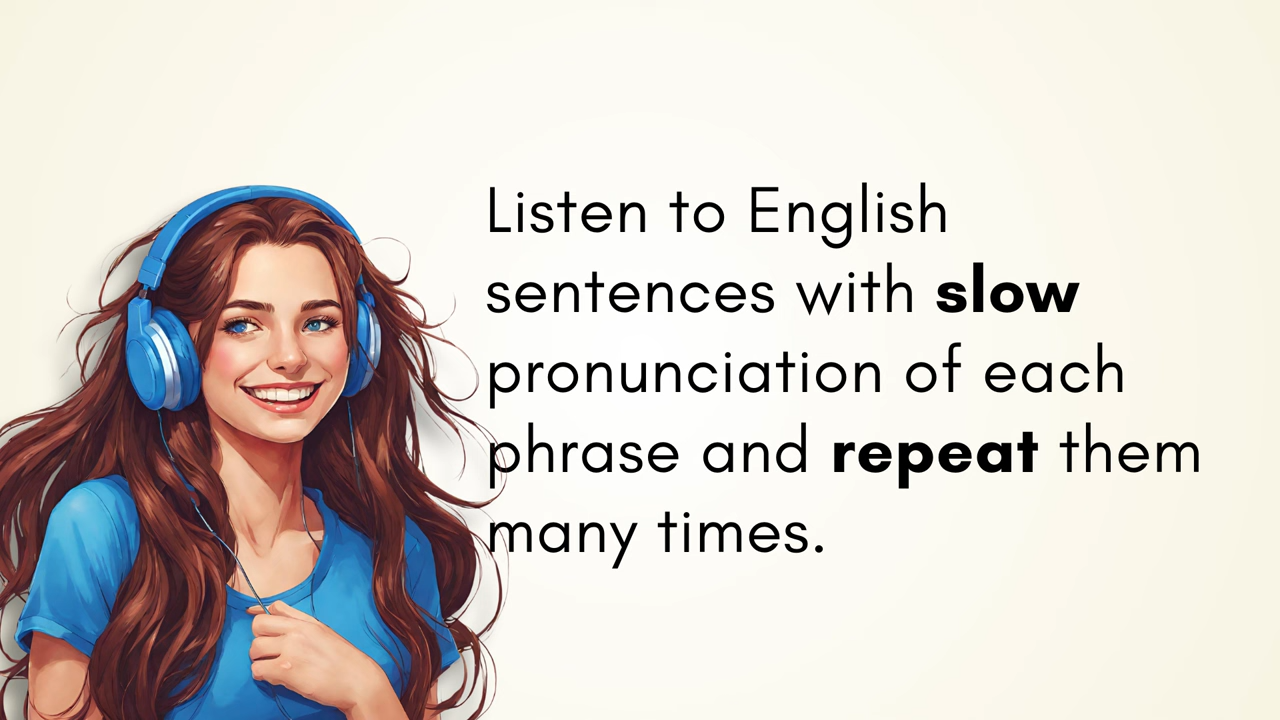 Listen to English
sentences with slow
pronunciation of each
phrase and repeat them
many times.